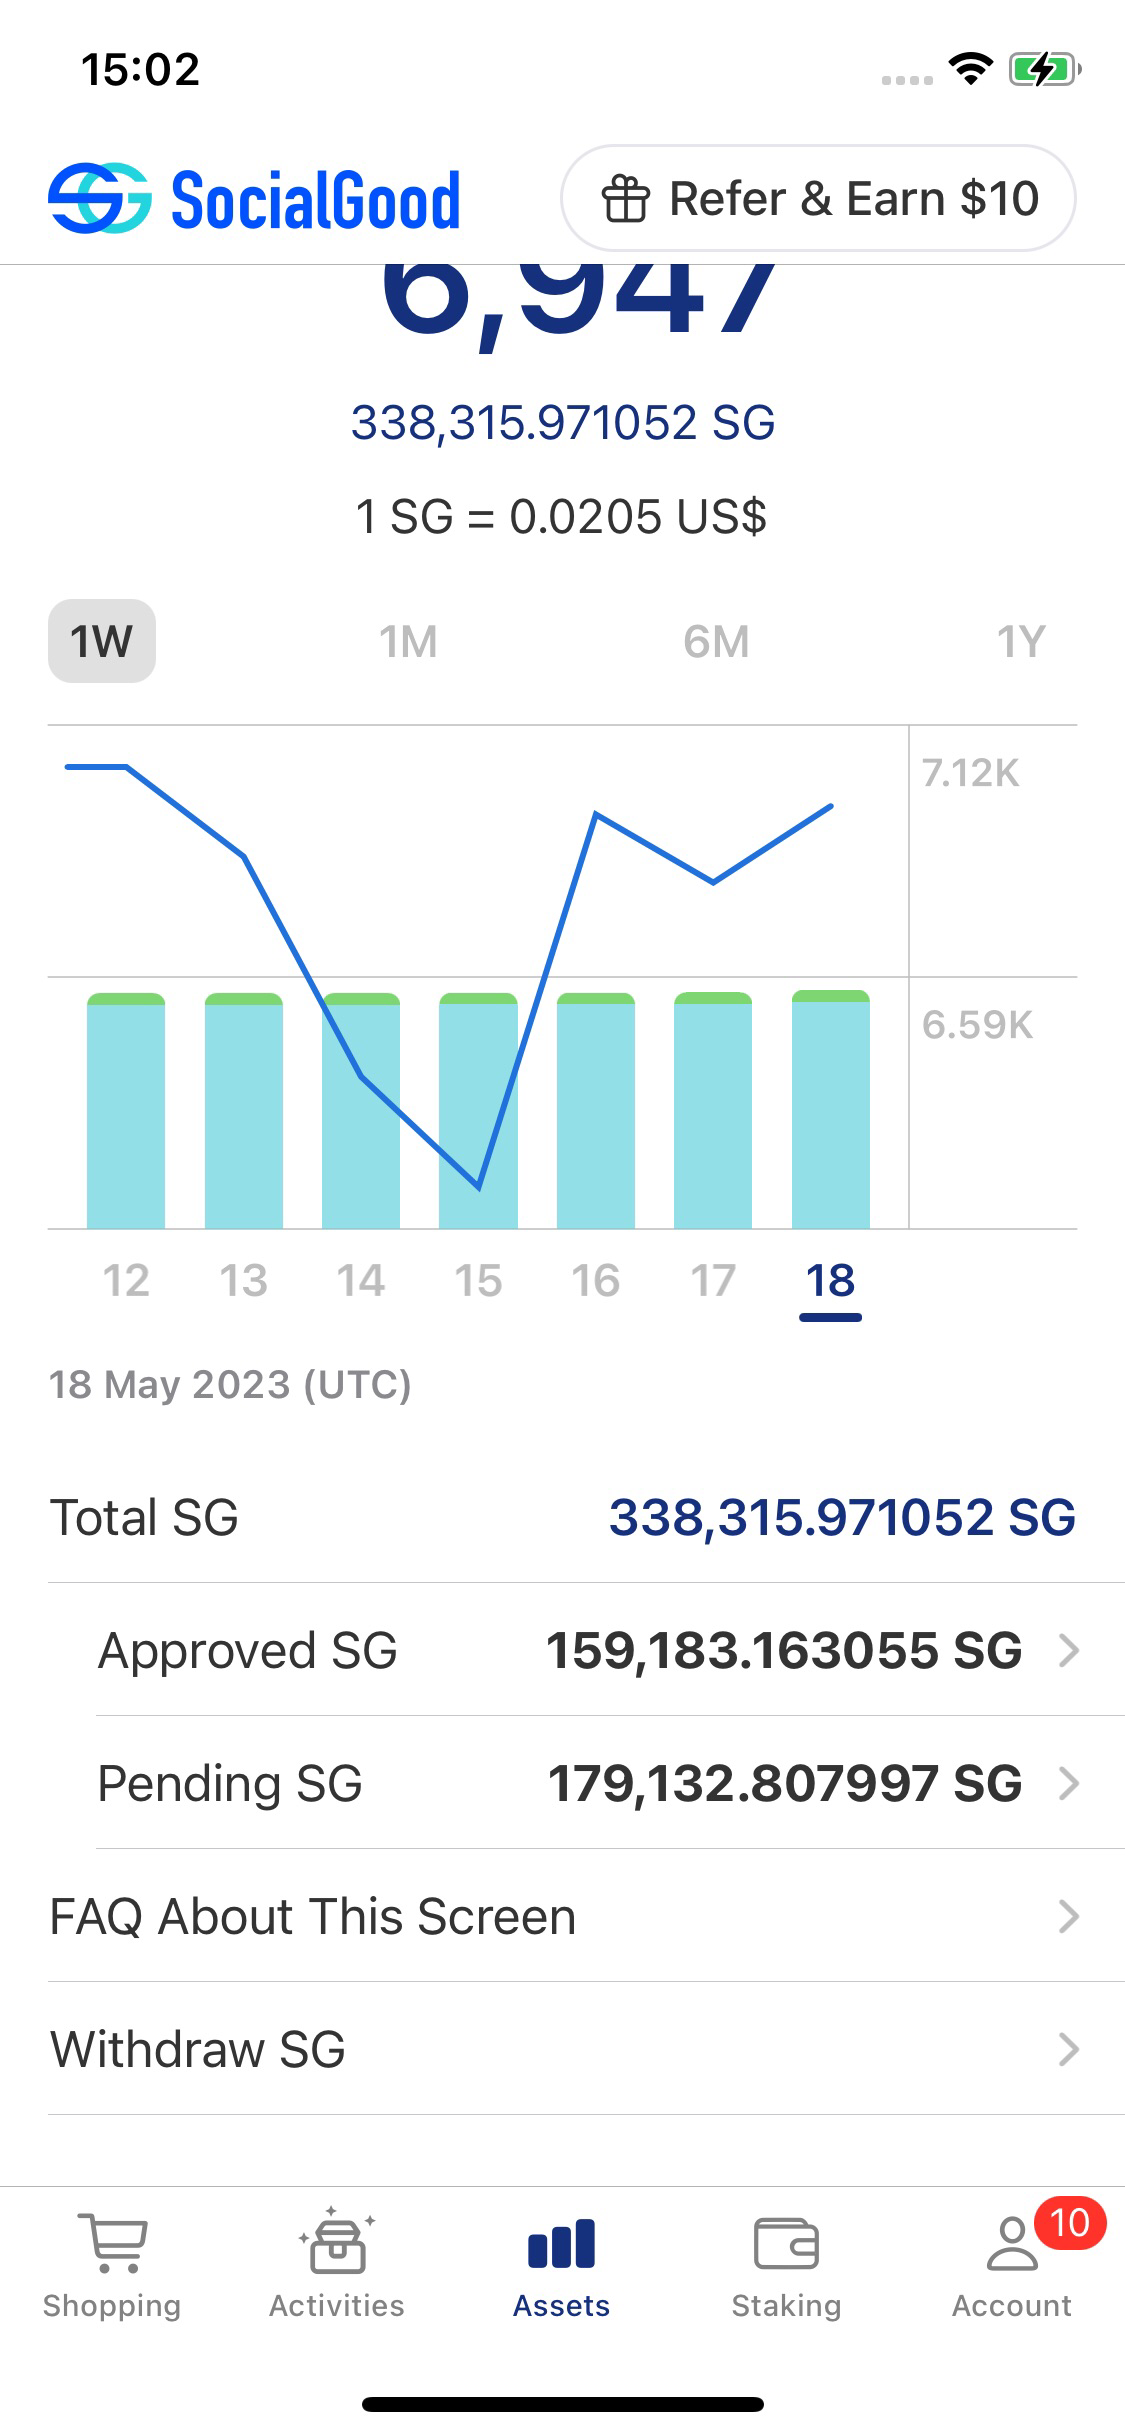 15:02
SocialGood
Refer & Earn $10
6,947
338,315.971052 SG
1 SG = 0.0205 US$
1W 1M 6M 1Y
7.12K
6.59K
12 13 14 15 16 17 18
18 May 2023 (UTC)
Total SG 338,315.971052 SG
Approved SG 159,183.163055 SG
Pending SG 179,132.807997 SG
FAQ About This Screen
Withdraw SG
10
Shopping Activities Assets Staking Account